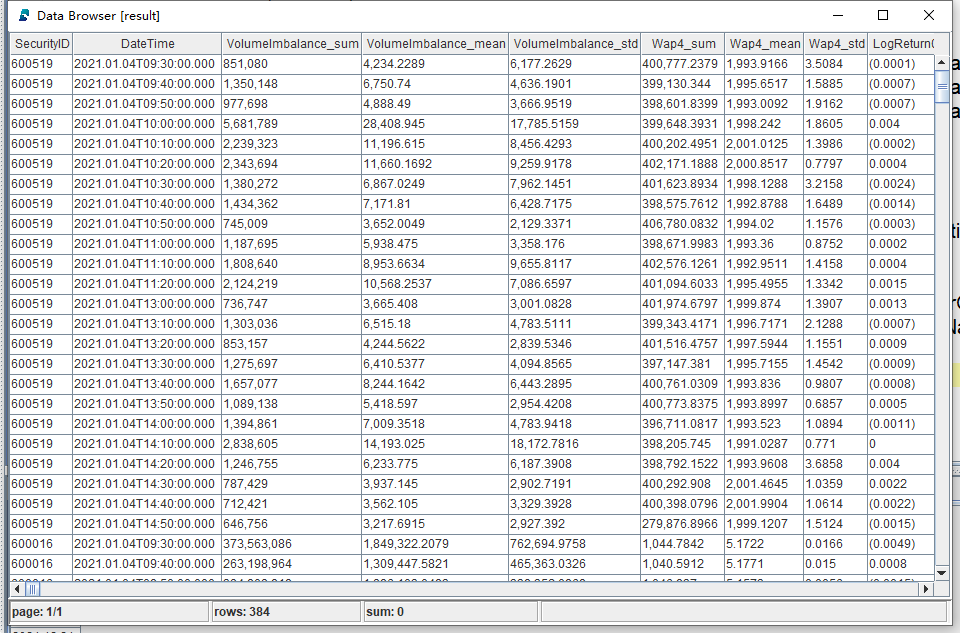 Data Browser [result]
SecurityID DateTime VolumeImbalance_sum VolumeImbalance_mean VolumeImbalance_std Wap4_sum Wap4_mean Wap4_std LogReturn
600519 2021.01.04T09:30:00.000 851,080 4,234.2289 6,177.2629 400,777.2379 1,993.9166 3.5084 (0.0001)
600519 2021.01.04T09:40:00.000 1,350,148 6,750.74 4,636.1901 399,130.344 1,995.6517 1.5885 (0.0007)
600519 2021.01.04T09:50:00.000 977,698 4,888.49 3,666.9519 398,601.8399 1,993.0092 1.9162 (0.0007)
600519 2021.01.04T10:00:00.000 5,681,789 28,408.945 17,785.5159 399,648.3931 1,998.242 1.8605 0.004
600519 2021.01.04T10:10:00.000 2,239,323 11,196.615 8,456.4293 400,202.4951 2,001.0125 1.3986 (0.0002)
600519 2021.01.04T10:20:00.000 2,343,694 11,660.1692 9,259.9178 402,171.1888 2,000.8517 0.7797 0.0004
600519 2021.01.04T10:30:00.000 1,380,272 6,867.0249 7,962.1451 401,623.8934 1,998.1288 3.2158 (0.0024)
600519 2021.01.04T10:40:00.000 1,434,362 7,171.81 6,428.7175 398,575.7612 1,992.8788 1.6489 (0.0014)
600519 2021.01.04T10:50:00.000 745,009 3,652.0049 2,129.3371 406,780.0832 1,994.02 1.1576 (0.0003)
600519 2021.01.04T11:00:00.000 1,187,695 5,938.475 3,358.176 398,671.9983 1,993.36 0.8752 0.0002
600519 2021.01.04T11:10:00.000 1,808,640 8,953.6634 9,655.8117 402,576.1261 1,992.9511 1.4158 0.0004
600519 2021.01.04T11:20:00.000 2,124,219 10,568.2537 7,086.6597 401,094.6033 1,995.4955 1.3342 0.0015
600519 2021.01.04T13:00:00.000 736,747 3,665.408 3,001.0828 401,974.6797 1,999.874 1.3907 0.0013
600519 2021.01.04T13:10:00.000 1,303,036 6,515.18 4,783.5111 399,343.4171 1,996.7171 2.1288 (0.0007)
600519 2021.01.04T13:20:00.000 853,157 4,244.5622 2,839.5346 401,516.4757 1,997.5944 1.1551 0.0009
600519 2021.01.04T13:30:00.000 1,275,697 6,410.5377 4,094.8565 397,147.381 1,995.7155 1.4542 (0.0009)
600519 2021.01.04T13:40:00.000 1,657,077 8,244.1642 6,443.2895 400,761.0309 1,993.836 0.9807 (0.0008)
600519 2021.01.04T13:50:00.000 1,089,138 5,418.597 2,954.4208 400,773.8375 1,993.8997 0.6857 0.0005
600519 2021.01.04T14:00:00.000 1,394,861 7,009.3518 4,783.9418 396,711.0817 1,993.523 1.0894 (0.0011)
600519 2021.01.04T14:10:00.000 2,838,605 14,193.025 18,172.7816 398,205.745 1,991.0287 0.771 0
600519 2021.01.04T14:20:00.000 1,246,755 6,233.775 6,187.3908 398,792.1522 1,993.9608 3.6858 0.004
600519 2021.01.04T14:30:00.000 787,429 3,937.145 2,902.7191 400,292.908 2,001.4645 1.0359 0.0022
600519 2021.01.04T14:40:00.000 712,421 3,562.105 3,329.3928 400,398.0796 2,001.9904 1.0614 (0.0022)
600519 2021.01.04T14:50:00.000 646,756 3,217.6915 2,927.392 279,876.8966 1,999.1207 1.5124 (0.0015)
600016 2021.01.04T09:30:00.000 373,563,086 1,849,322.2079 762,694.9758 1,044.7842 5.1722 0.0166 (0.0049)
600016 2021.01.04T09:40:00.000 263,198,964 1,309,447.5821 465,363.0326 1,040.5912 5.1771 0.015 0.0008
page: 1/1 rows: 384 sum: 0